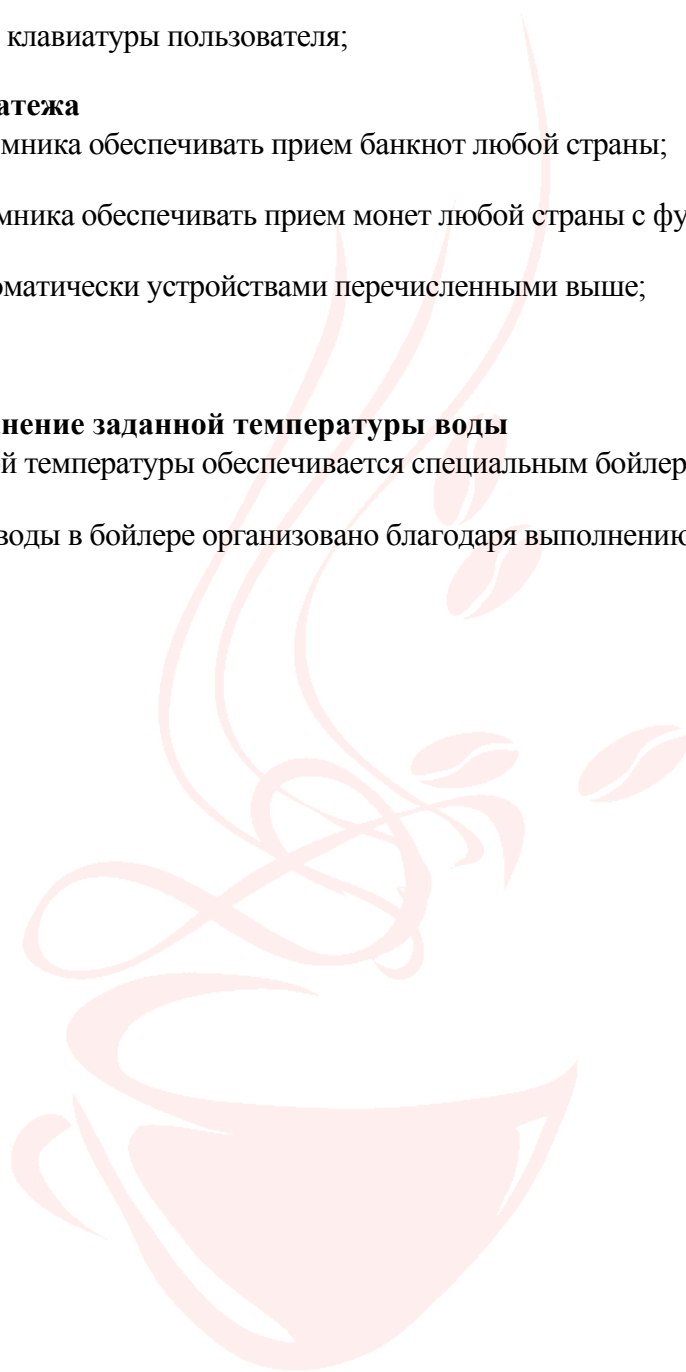 клавиатуры пользователя;
атежа
мника обеспечивать прием банкнот любой страны;
мника обеспечивать прием монет любой страны с фу
оматически устройствами перечисленными выше;
нение заданной температуры воды
й температуры обеспечивается специальным бойлер
воды в бойлере организовано благодаря выполнению